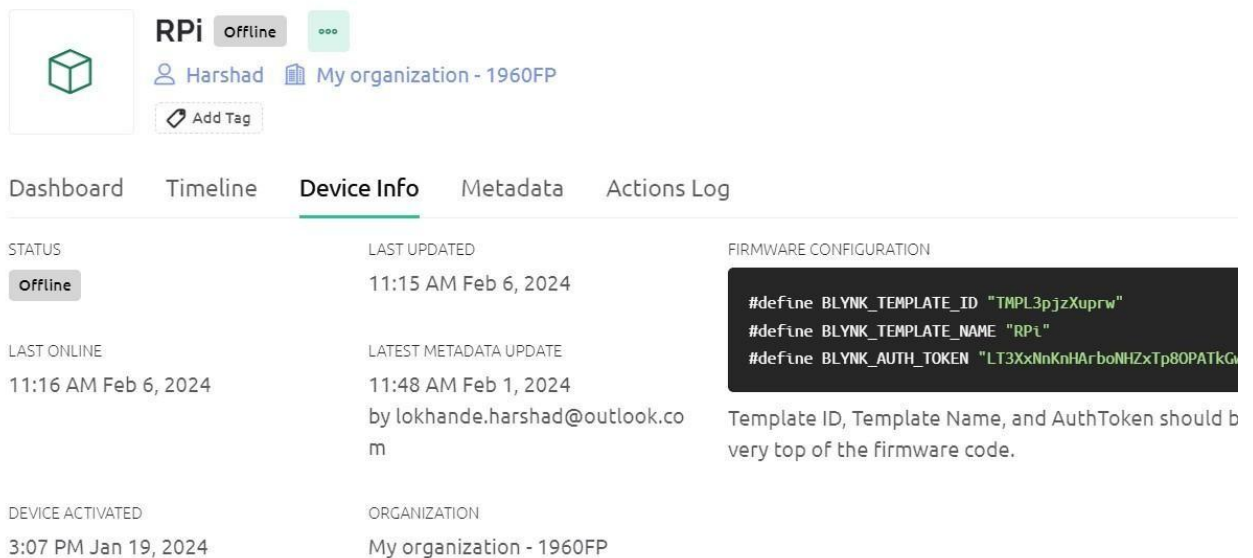 RPi Offline
Harshad My organization - 1960FP
Add Tag
Dashboard Timeline Device Info Metadata Actions Log
STATUS
Offline
LAST UPDATED
11:15 AM Feb 6, 2024
FIRMWARE CONFIGURATION
#define BLYNK_TEMPLATE_ID "TMPL3pjzXuprw"
#define BLYNK_TEMPLATE_NAME "RPi"
#define BLYNK_AUTH_TOKEN "LT3XxNnKnHArboNHZxTp8OPATkGw
LAST ONLINE
11:16 AM Feb 6, 2024
LATEST METADATA UPDATE
11:48 AM Feb 1, 2024
by lokhande.harshad@outlook.co
m
Template ID, Template Name, and AuthToken should b
very top of the firmware code.
DEVICE ACTIVATED
3:07 PM Jan 19, 2024
ORGANIZATION
My organization - 1960FP